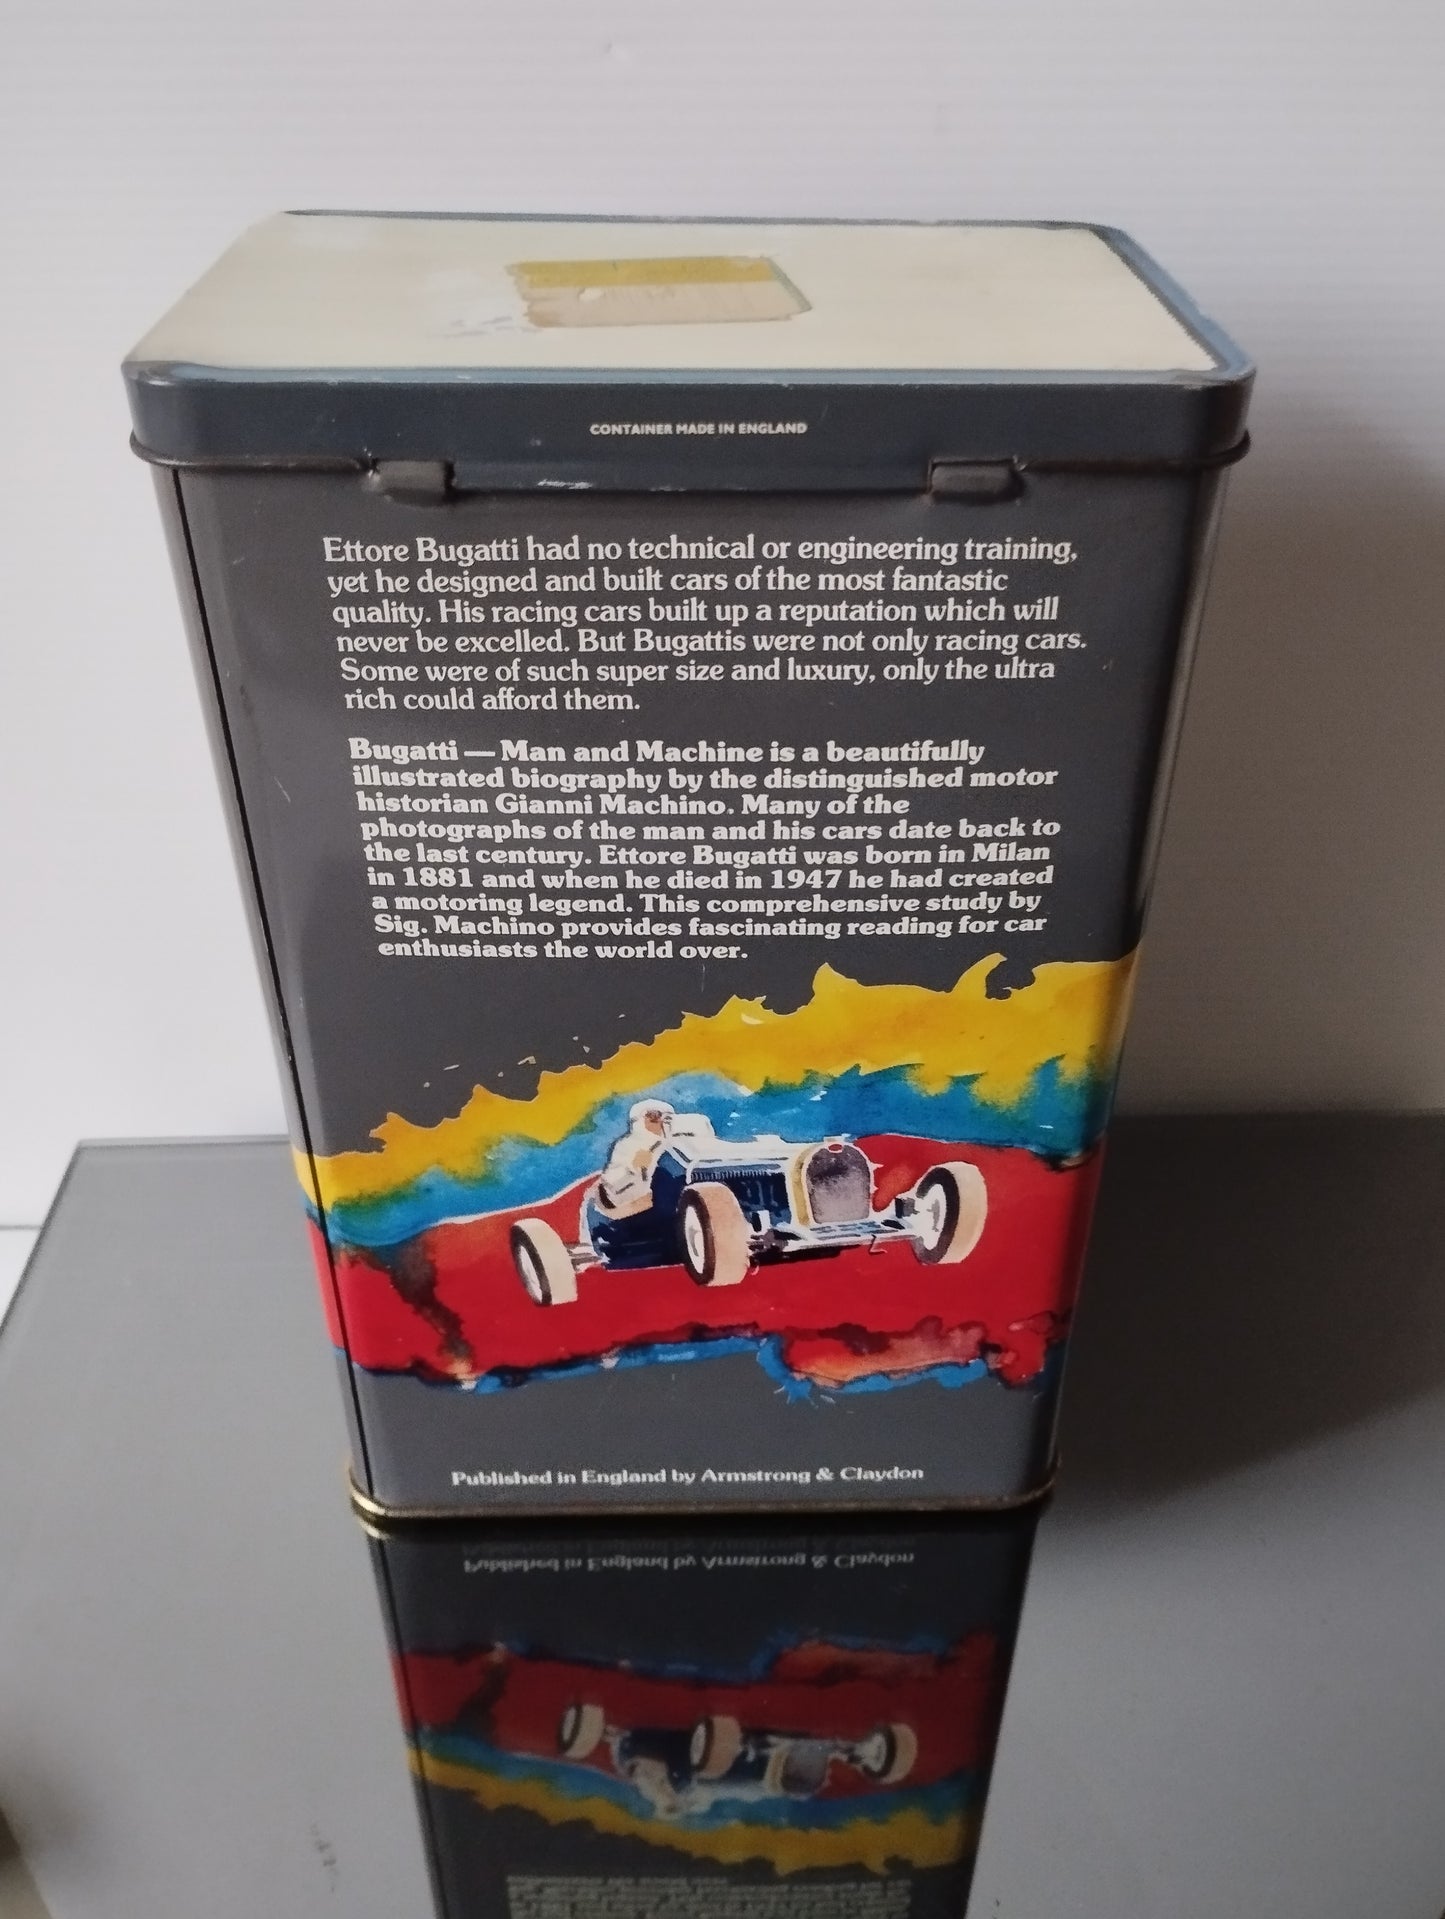 CONTAINER MADE IN ENGLAND
Ettore Bugatti had no technical or engineering training,
yet he designed and built cars of the most fantastic
quality. His racing cars built up a reputation which will
never be excelled. But Bugattis were not only racing cars.
Some were of such super size and luxury, only the ultra
rich could afford them.
Bugatti — Man and Machine is a beautifully
illustrated biography by the distinguished motor
historian Gianni Machino. Many of the
photographs of the man and his cars date back to
the last century. Ettore Bugatti was born in Milan
in 1881 and when he died in 1947 he had created
a motoring legend. This comprehensive study by
Sig. Machino provides fascinating reading for car
enthusiasts the world over.
Published in England by Armstrong & Claydon